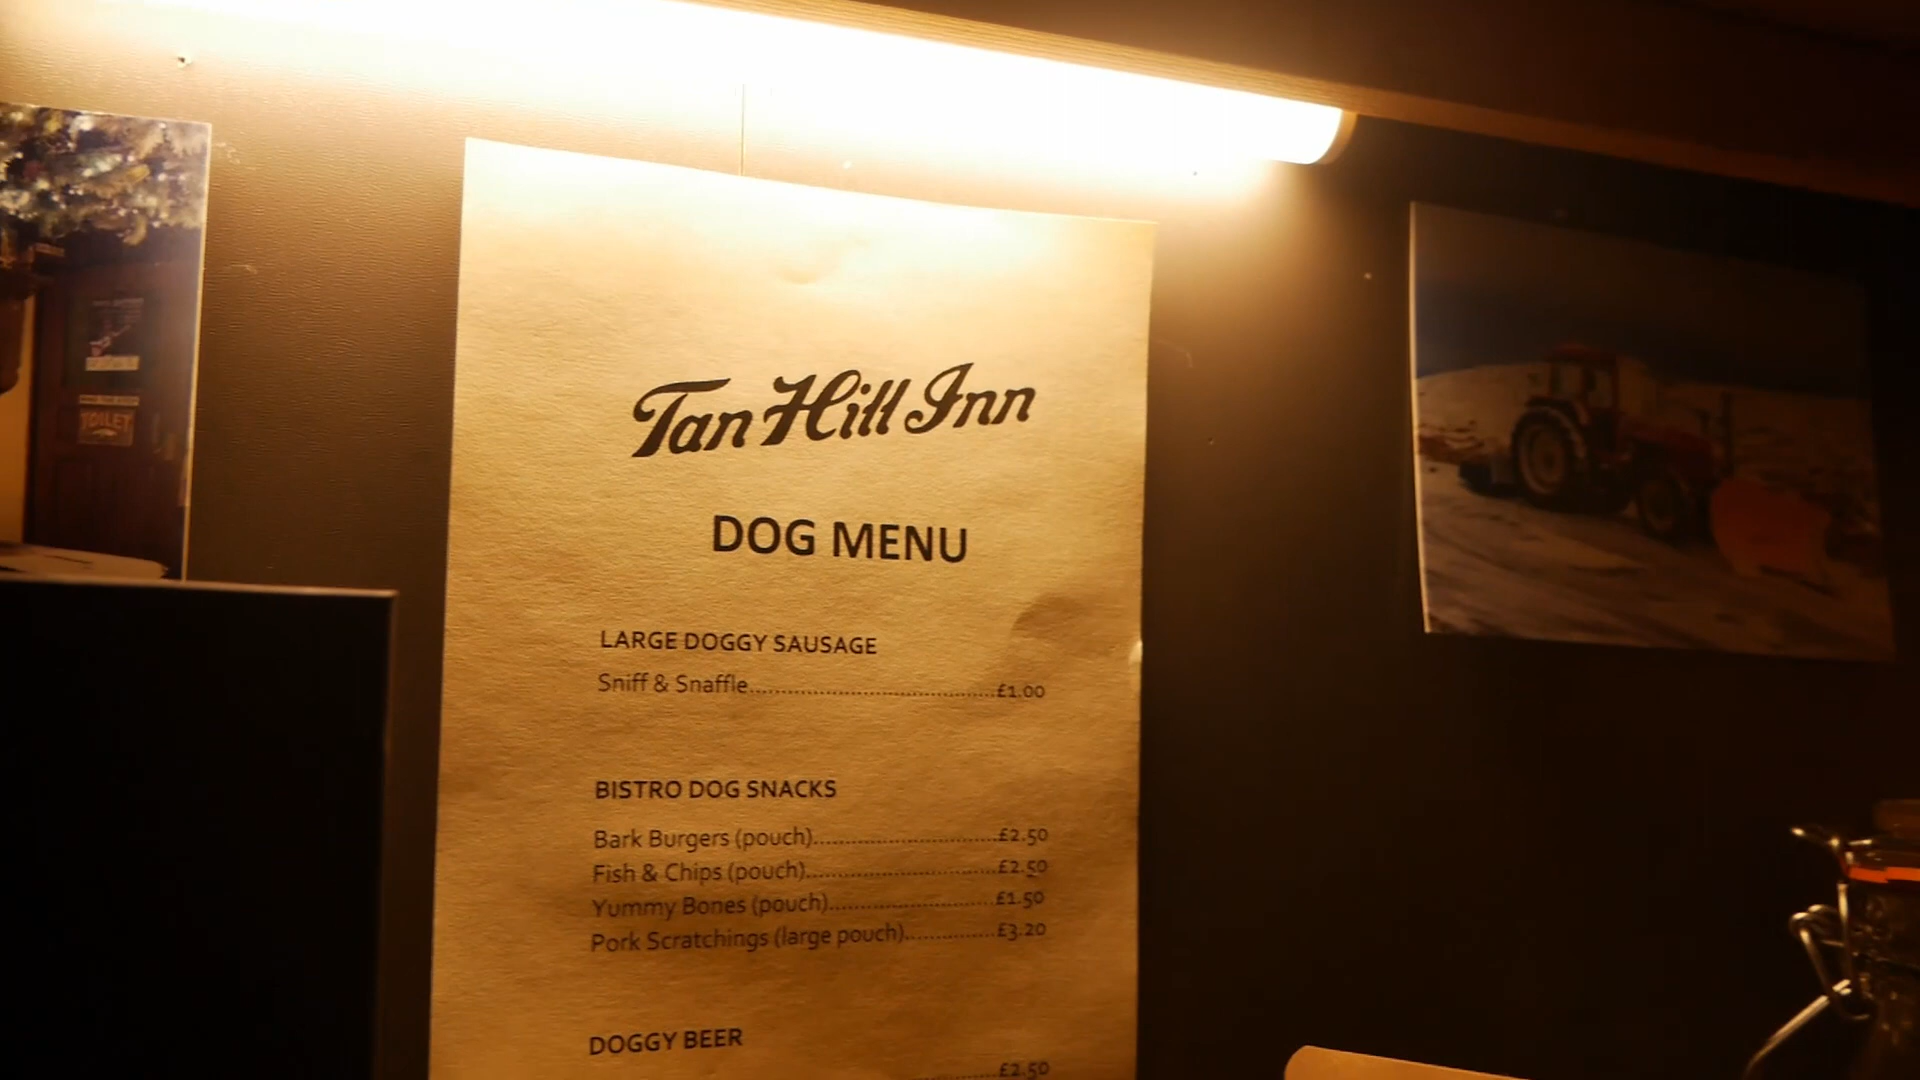 TOILET
Tan Hill Inn
DOG MENU
LARGE DOGGY SAUSAGE
Sniff & Snaffle..........................................£1.00
BISTRO DOG SNACKS
Bark Burgers (pouch)..............................£2.50
Fish & Chips (pouch)...............................£2.50
Yummy Bones (pouch)...........................£1.50
Pork Scratchings (large pouch)...............£3.20
DOGGY BEER
£2.50